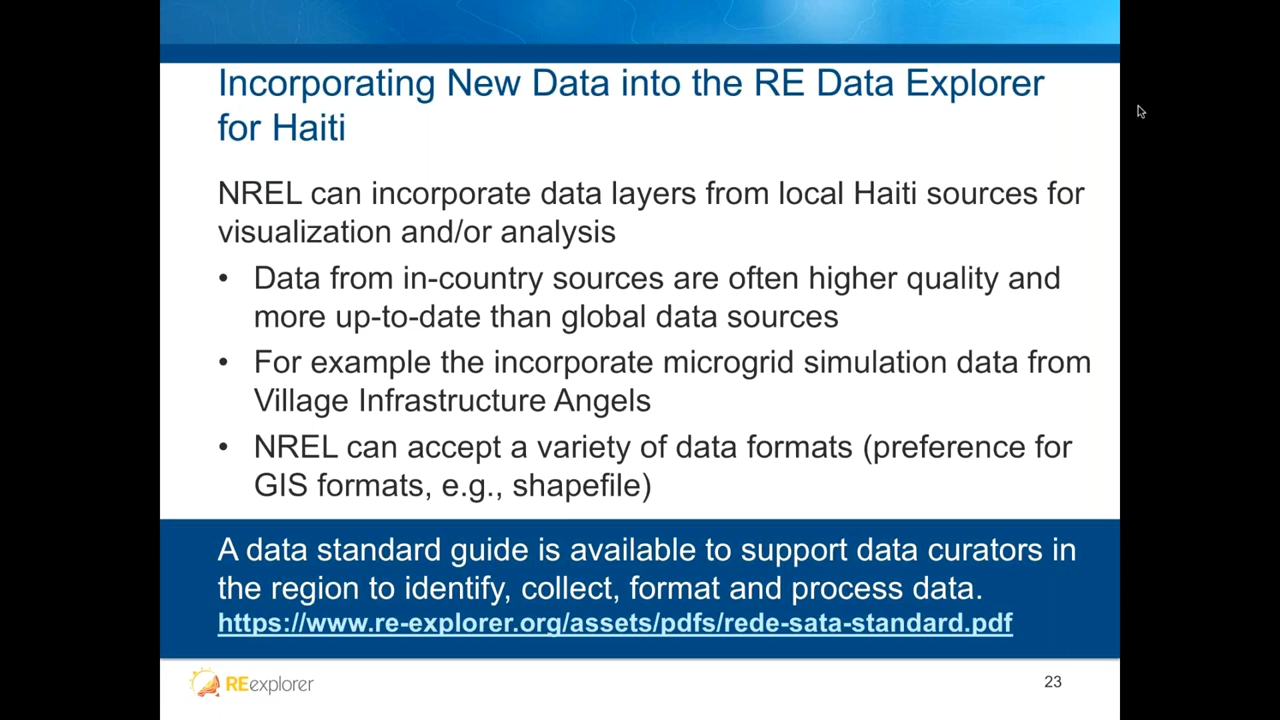 Incorporating New Data into the RE Data Explorer
for Haiti
NREL can incorporate data layers from local Haiti sources for
visualization and/or analysis
• Data from in-country sources are often higher quality and
more up-to-date than global data sources
• For example the incorporate microgrid simulation data from
Village Infrastructure Angels
• NREL can accept a variety of data formats (preference for
GIS formats, e.g., shapefile)
A data standard guide is available to support data curators in
the region to identify, collect, format and process data.
https://www.re-explorer.org/assets/pdfs/rede-sata-standard.pdf
REexplorer
23